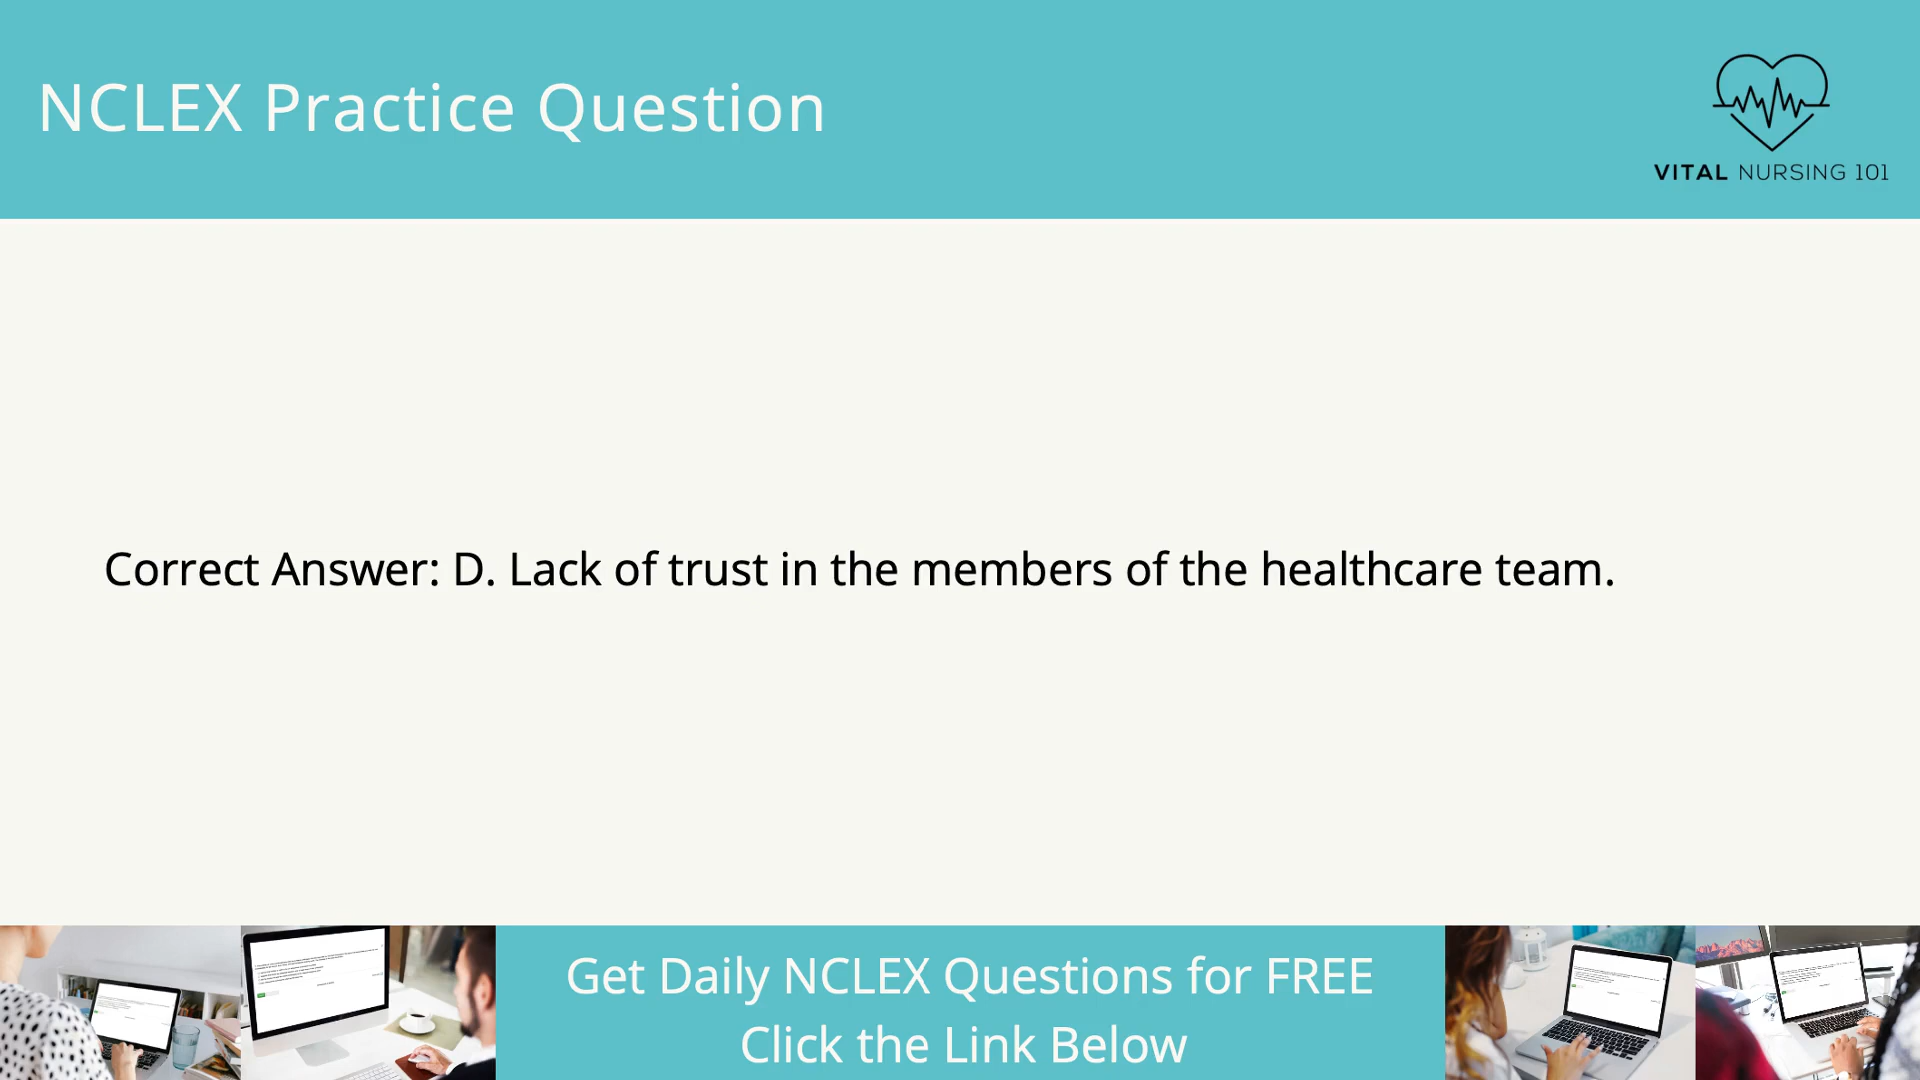 NCLEX Practice Question
VITAL NURSING 101
Correct Answer: D. Lack of trust in the members of the healthcare team.
Get Daily NCLEX Questions for FREE
Click the Link Below